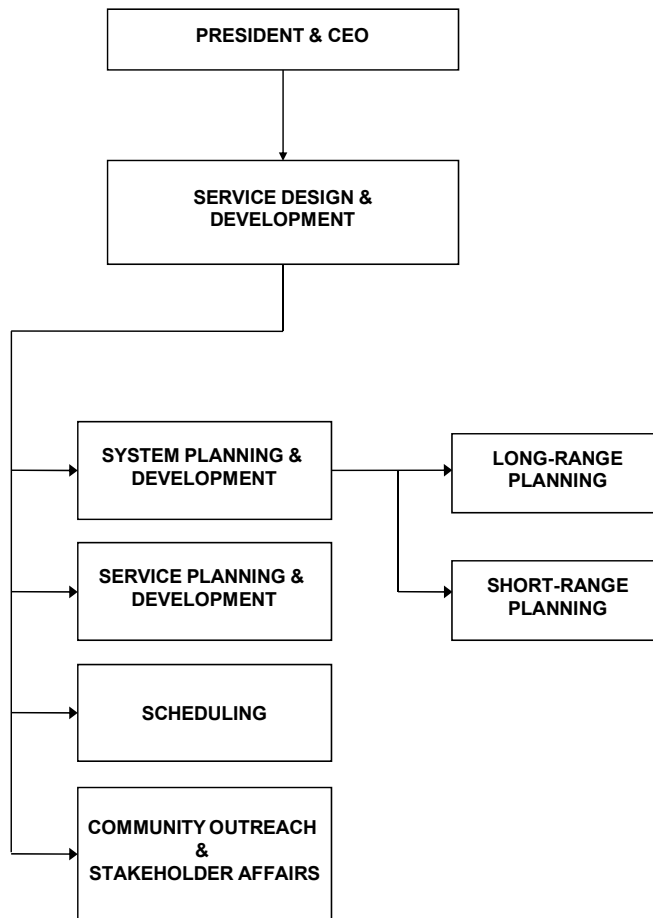 PRESIDENT & CEO
SERVICE DESIGN &
DEVELOPMENT
SYSTEM PLANNING &
DEVELOPMENT
LONG-RANGE
PLANNING
SERVICE PLANNING &
DEVELOPMENT
SHORT-RANGE
PLANNING
SCHEDULING
COMMUNITY OUTREACH
&
STAKEHOLDER AFFAIRS